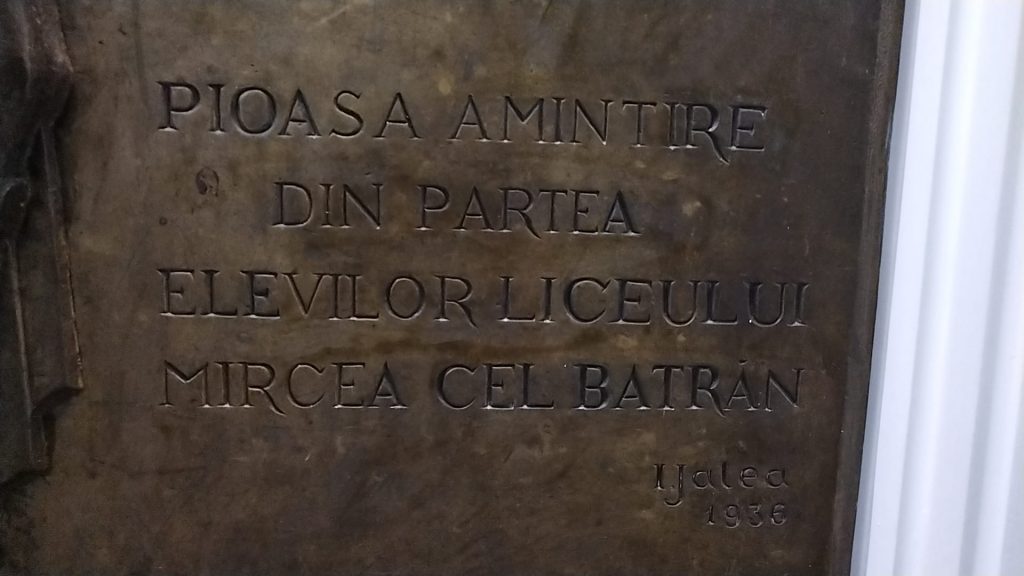 PIOASA AMINTIRE
DIN PARTEA
ELEVILOR LICEULUI
MIRCEA CEL BATRÂN
I.Jalea
1936